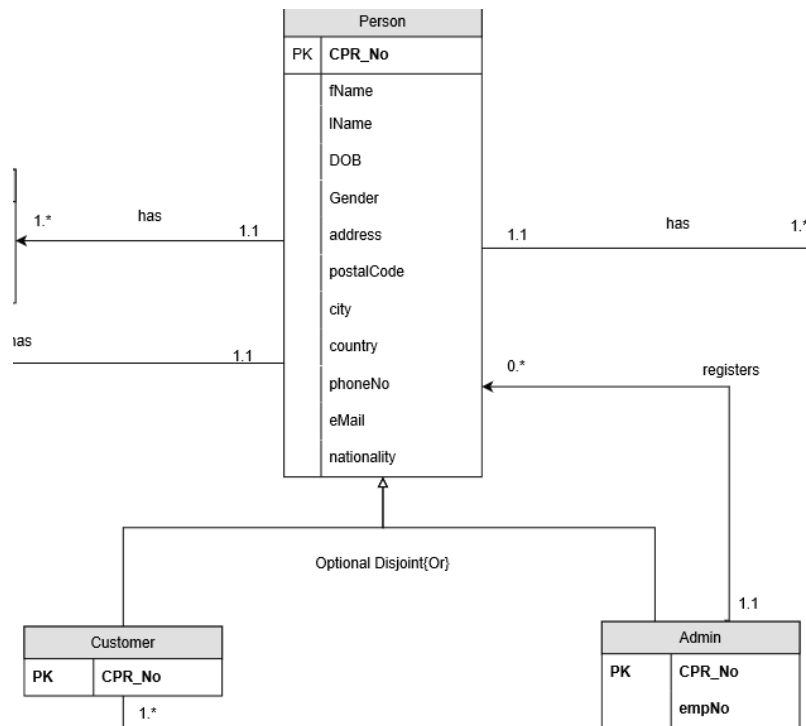 Person
PK CPR_No
fName
lName
DOB
Gender
address
postalCode
city
country
phoneNo
eMail
nationality
1.* has 1.1
1.1 has 1.*
has 1.1
0.* registers
1.1
Optional Disjoint{Or}
Customer
PK CPR_No
1.*
Admin
PK CPR_No
empNo